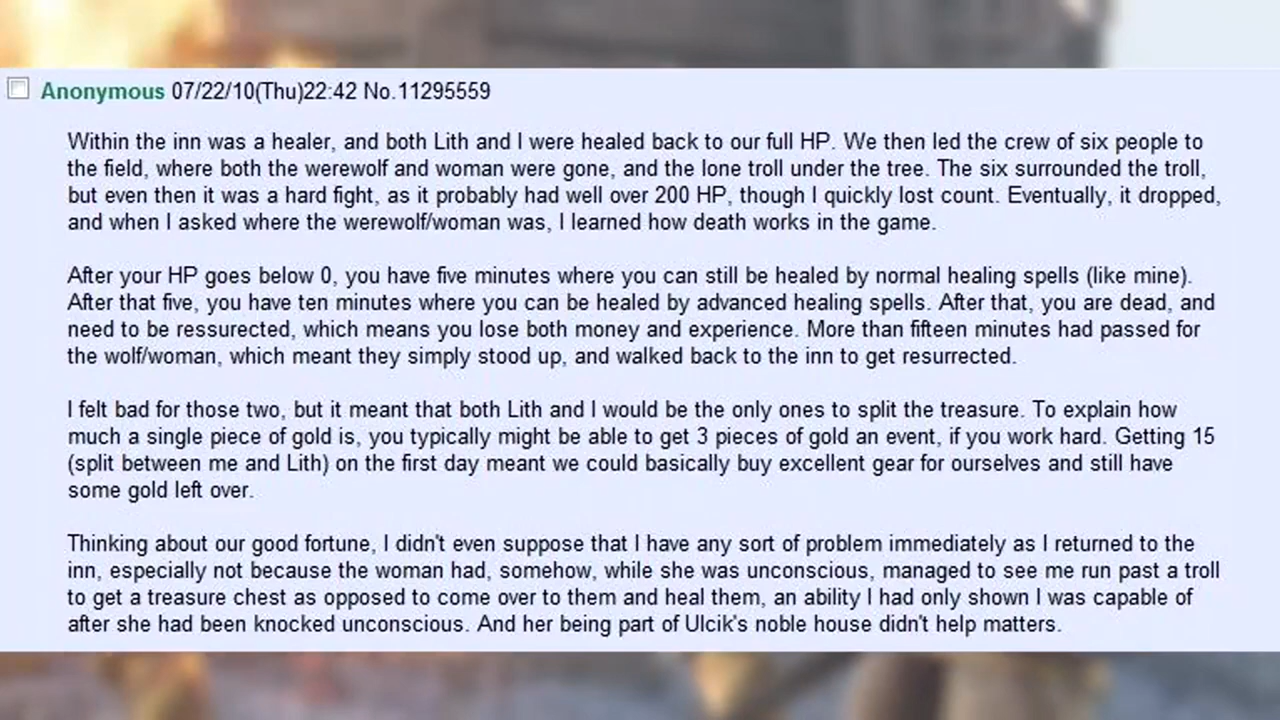 Anonymous 07/22/10(Thu)22:42 No.11295559
Within the inn was a healer, and both Lith and I were healed back to our full HP. We then led the crew of six people to
the field, where both the werewolf and woman were gone, and the lone troll under the tree. The six surrounded the troll,
but even then it was a hard fight, as it probably had well over 200 HP, though I quickly lost count. Eventually, it dropped,
and when I asked where the werewolf/woman was, I learned how death works in the game.
After your HP goes below 0, you have five minutes where you can still be healed by normal healing spells (like mine).
After that five, you have ten minutes where you can be healed by advanced healing spells. After that, you are dead, and
need to be ressurected, which means you lose both money and experience. More than fifteen minutes had passed for
the wolf/woman, which meant they simply stood up, and walked back to the inn to get resurrected.
I felt bad for those two, but it meant that both Lith and I would be the only ones to split the treasure. To explain how
much a single piece of gold is, you typically might be able to get 3 pieces of gold an event, if you work hard. Getting 15
(split between me and Lith) on the first day meant we could basically buy excellent gear for ourselves and still have
some gold left over.
Thinking about our good fortune, I didn't even suppose that I have any sort of problem immediately as I returned to the
inn, especially not because the woman had, somehow, while she was unconscious, managed to see me run past a troll
to get a treasure chest as opposed to come over to them and heal them, an ability I had only shown I was capable of
after she had been knocked unconscious. And her being part of Ulcik's noble house didn't help matters.